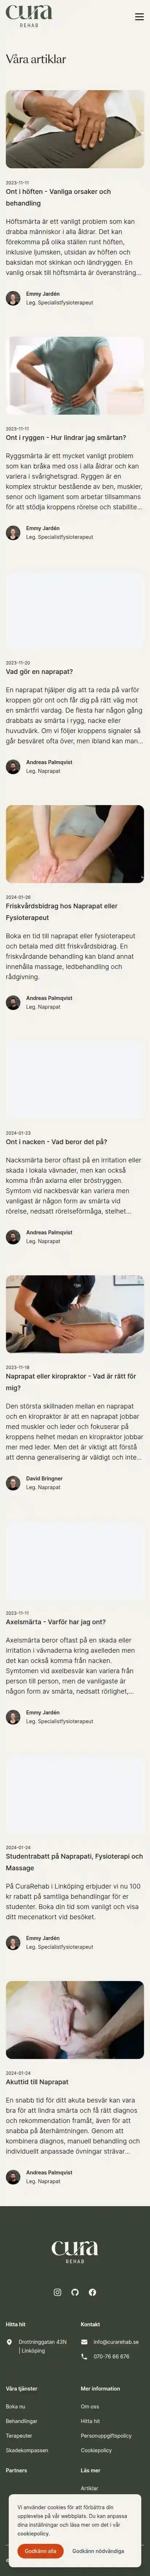 cura
REHAB
Våra artiklar
2023-11-11
Ont i höften - Vanliga orsaker och
behandling
Höftsmärta är ett vanligt problem som kan
drabba människor i alla åldrar. Det kan
förekomma på olika ställen runt höften,
inklusive ljumsken, utsidan av höften och
baksidan mot skinkan och ländryggen. En
vanlig orsak till höftsmärta är överansträng...
Emmy Jardén
Leg. Specialistfysioterapeut
2023-11-11
Ont i ryggen - Hur lindrar jag smärtan?
Ryggsmärta är ett mycket vanligt problem
som kan bråka med oss i alla åldrar och kan
variera i svårighetsgrad. Ryggen är en
komplex struktur bestående av ben, muskler,
senor och ligament som arbetar tillsammans
för att stödja kroppens rörelse och stabilite...
Emmy Jardén
Leg. Specialistfysioterapeut
2023-11-20
Vad gör en naprapat?
En naprapat hjälper dig att ta reda på varför
kroppen gör ont och får dig på rätt väg mot
en smärtfri vardag. De flesta har någon gång
drabbats av smärta i rygg, nacke eller
huvudvärk. Om vi följer kroppens signaler så
går besväret ofta över, men ibland kan man...
Andreas Palmqvist
Leg. Naprapat
2024-01-26
Friskvårdsbidrag hos Naprapat eller
Fysioterapeut
Boka en tid till naprapat eller fysioterapeut
och betala med ditt friskvårdsbidrag. En
friskvårdande behandling kan bland annat
innehålla massage, ledbehandling och
rådgivning.
Andreas Palmqvist
Leg. Naprapat
2024-01-23
Ont i nacken - Vad beror det på?
Nacksmärta beror oftast på en irritation eller
skada i lokala vävnader, men kan också
komma ifrån axlarna eller bröstryggen.
Symtom vid nackbesvär kan variera men
vanligast är någon form av smärta vid
rörelse, nedsatt rörelseförmåga, stelhet...
Andreas Palmqvist
Leg. Naprapat
2023-11-18
Naprapat eller kiropraktor - Vad är rätt för
mig?
Den största skillnaden mellan en naprapat
och en kiropraktor är att en naprapat jobbar
med muskler och leder och fokuserar på
kroppens helhet medan en kiropraktor jobbar
mer med leder. Men det är viktigt att förstå
att denna generalisering är väldigt och inte...
David Bringner
Leg. Naprapat
2023-11-11
Axelsmärta - Varför har jag ont?
Axelsmärta beror oftast på en skada eller
irritation i vävnaderna kring axelleden men
det kan också komma från nacken.
Symtomen vid axelbesvär kan variera från
person till person, men de vanligaste är
någon form av smärta, nedsatt rörlighet,...
Emmy Jardén
Leg. Specialistfysioterapeut
2024-01-24
Studentrabatt på Naprapati, Fysioterapi och
Massage
På CuraRehab i Linköping erbjuder vi nu 100
kr rabatt på samtliga behandlingar för er
studenter. Boka din tid som vanligt och visa
ditt mecenatkort vid besöket.
Emmy Jardén
Leg. Specialistfysioterapeut
2024-01-24
Akuttid till Naprapat
En snabb tid för ditt akuta besvär kan vara
bra för att lindra smärta och få rätt diagnos
och rekommendation framåt, även för att
snabba på återhämtningen. Genom att
kombinera diagnos, manuell behandling och
individuellt anpassade övningar strävar...
Andreas Palmqvist
Leg. Naprapat
cura
REHAB
Hitta hit
Drottninggatan 43N
| Linköping
Kontakt
info@curarehab.se
070-76 66 676
Våra tjänster
Boka nu
Behandlingar
Terapeuter
Skadekompassen
Mer information
Om oss
Hitta hit
Personuppgiftspolicy
Cookiepolicy
Partners
Läs mer
Artiklar
Vi använder cookies för att förbättra din
upplevelse på vår webbplats. Du kan anpassa
dina inställningar och läsa mer om det i vår
cookiepolicy.
Godkänn alla
Godkänn nödvändiga